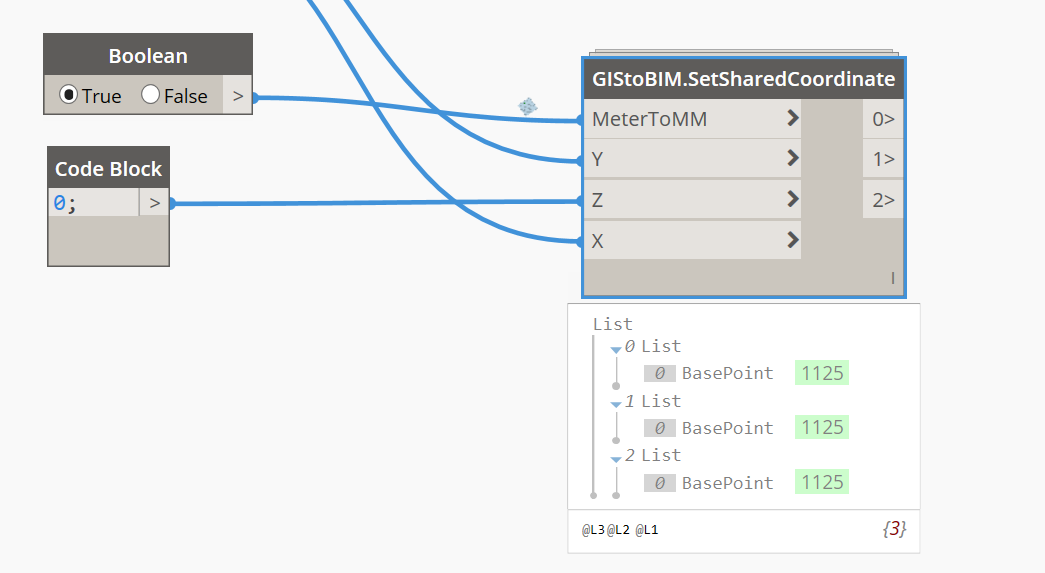 Boolean
True False >
Code Block
0; >
GIStoBIM.SetSharedCoordinate
MeterToMM 0>
Y 1>
Z 2>
X
l
List
0 List
0 BasePoint 1125
1 List
0 BasePoint 1125
2 List
0 BasePoint 1125
@L3 @L2 @L1 {3}